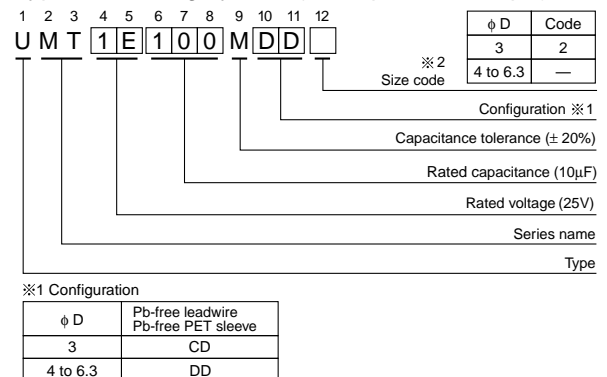 1 2 3 4 5 6 7 8 9 10 11 12
U M T 1 E 1 0 0 M D D
φ D Code
3 2
4 to 6.3 —
※2
Size code
Configuration ※1
Capacitance tolerance (± 20%)
Rated capacitance (10μF)
Rated voltage (25V)
Series name
Type
※1 Configuration
φ D Pb-free leadwire
Pb-free PET sleeve
3 CD
4 to 6.3 DD